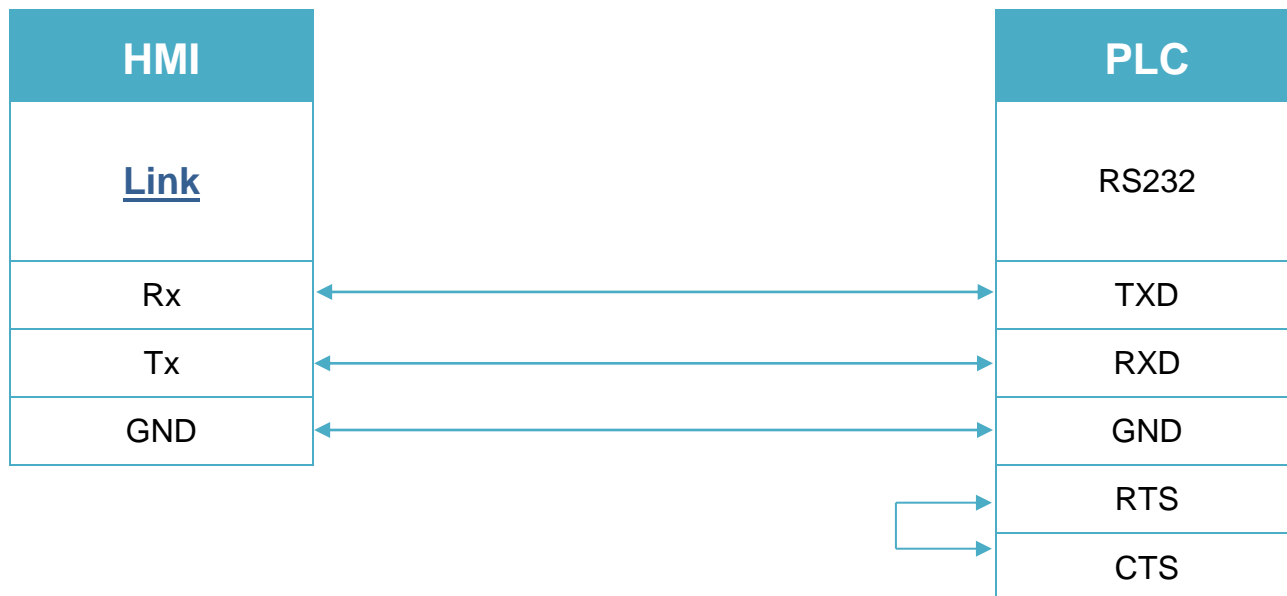 HMI
PLC
Link
RS232
Rx
TXD
Tx
RXD
GND
GND
RTS
CTS